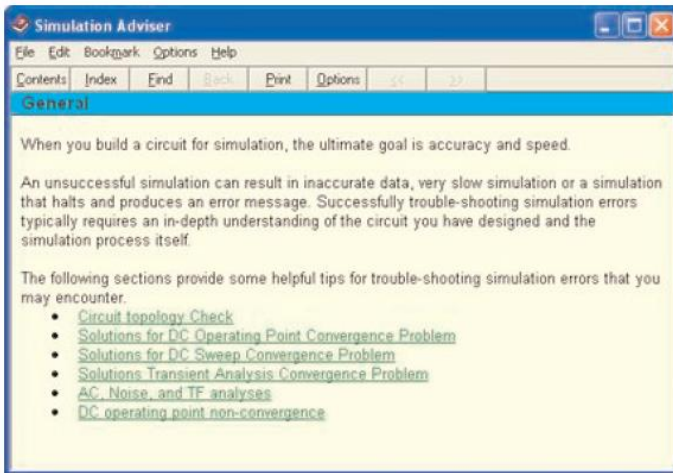 Simulation Adviser
File Edit Bookmark Options Help
Contents Index Find Back Print Options << >>
General
When you build a circuit for simulation, the ultimate goal is accuracy and speed.
An unsuccessful simulation can result in inaccurate data, very slow simulation or a simulation
that halts and produces an error message. Successfully trouble-shooting simulation errors
typically requires an in-depth understanding of the circuit you have designed and the
simulation process itself.
The following sections provide some helpful tips for trouble-shooting simulation errors that you
may encounter.
• Circuit topology Check
• Solutions for DC Operating Point Convergence Problem
• Solutions for DC Sweep Convergence Problem
• Solutions Transient Analysis Convergence Problem
• AC, Noise, and TF analyses
• DC operating point non-convergence